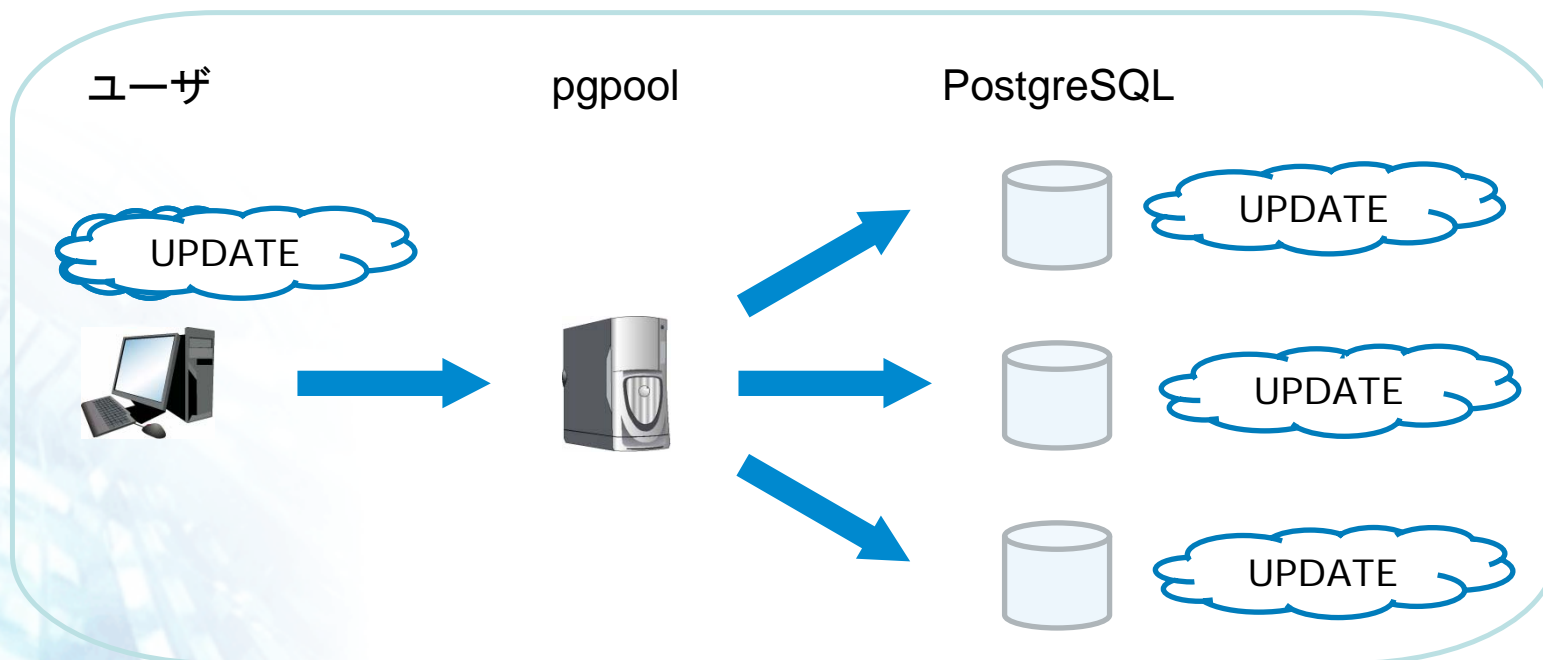 ユーザ
pgpool
PostgreSQL
UPDATE
UPDATE
UPDATE
UPDATE